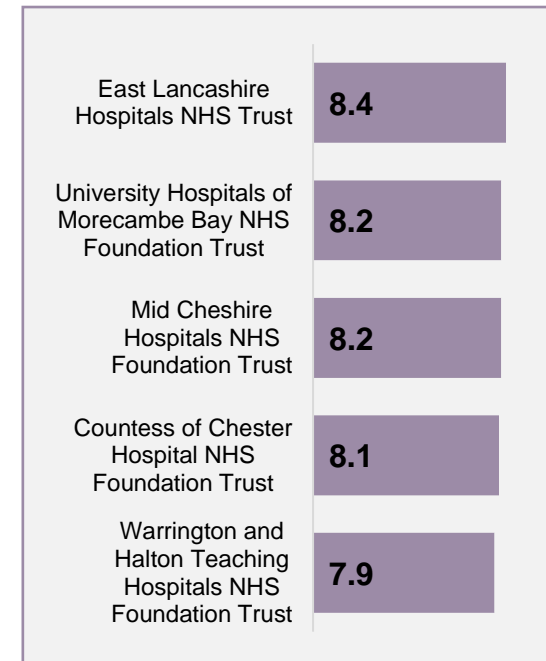 East Lancashire
Hospitals NHS Trust
8.4
University Hospitals of
Morecambe Bay NHS
Foundation Trust
8.2
Mid Cheshire
Hospitals NHS
Foundation Trust
8.2
Countess of Chester
Hospital NHS
Foundation Trust
8.1
Warrington and
Halton Teaching
Hospitals NHS
Foundation Trust
7.9